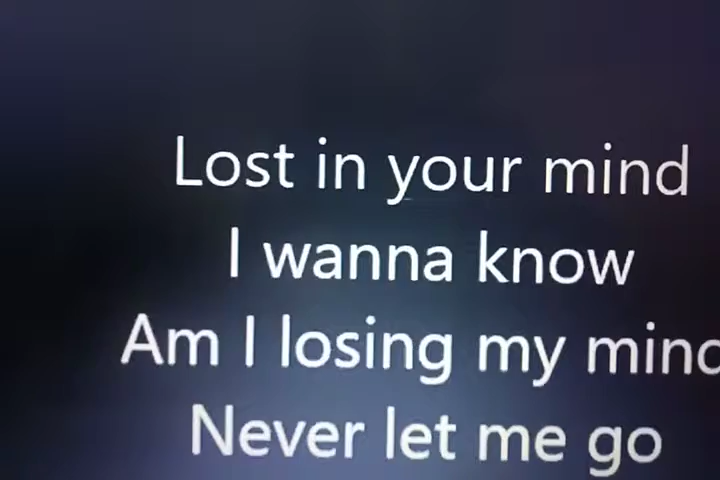 Lost in your mind
I wanna know
Am I losing my mind
Never let me go